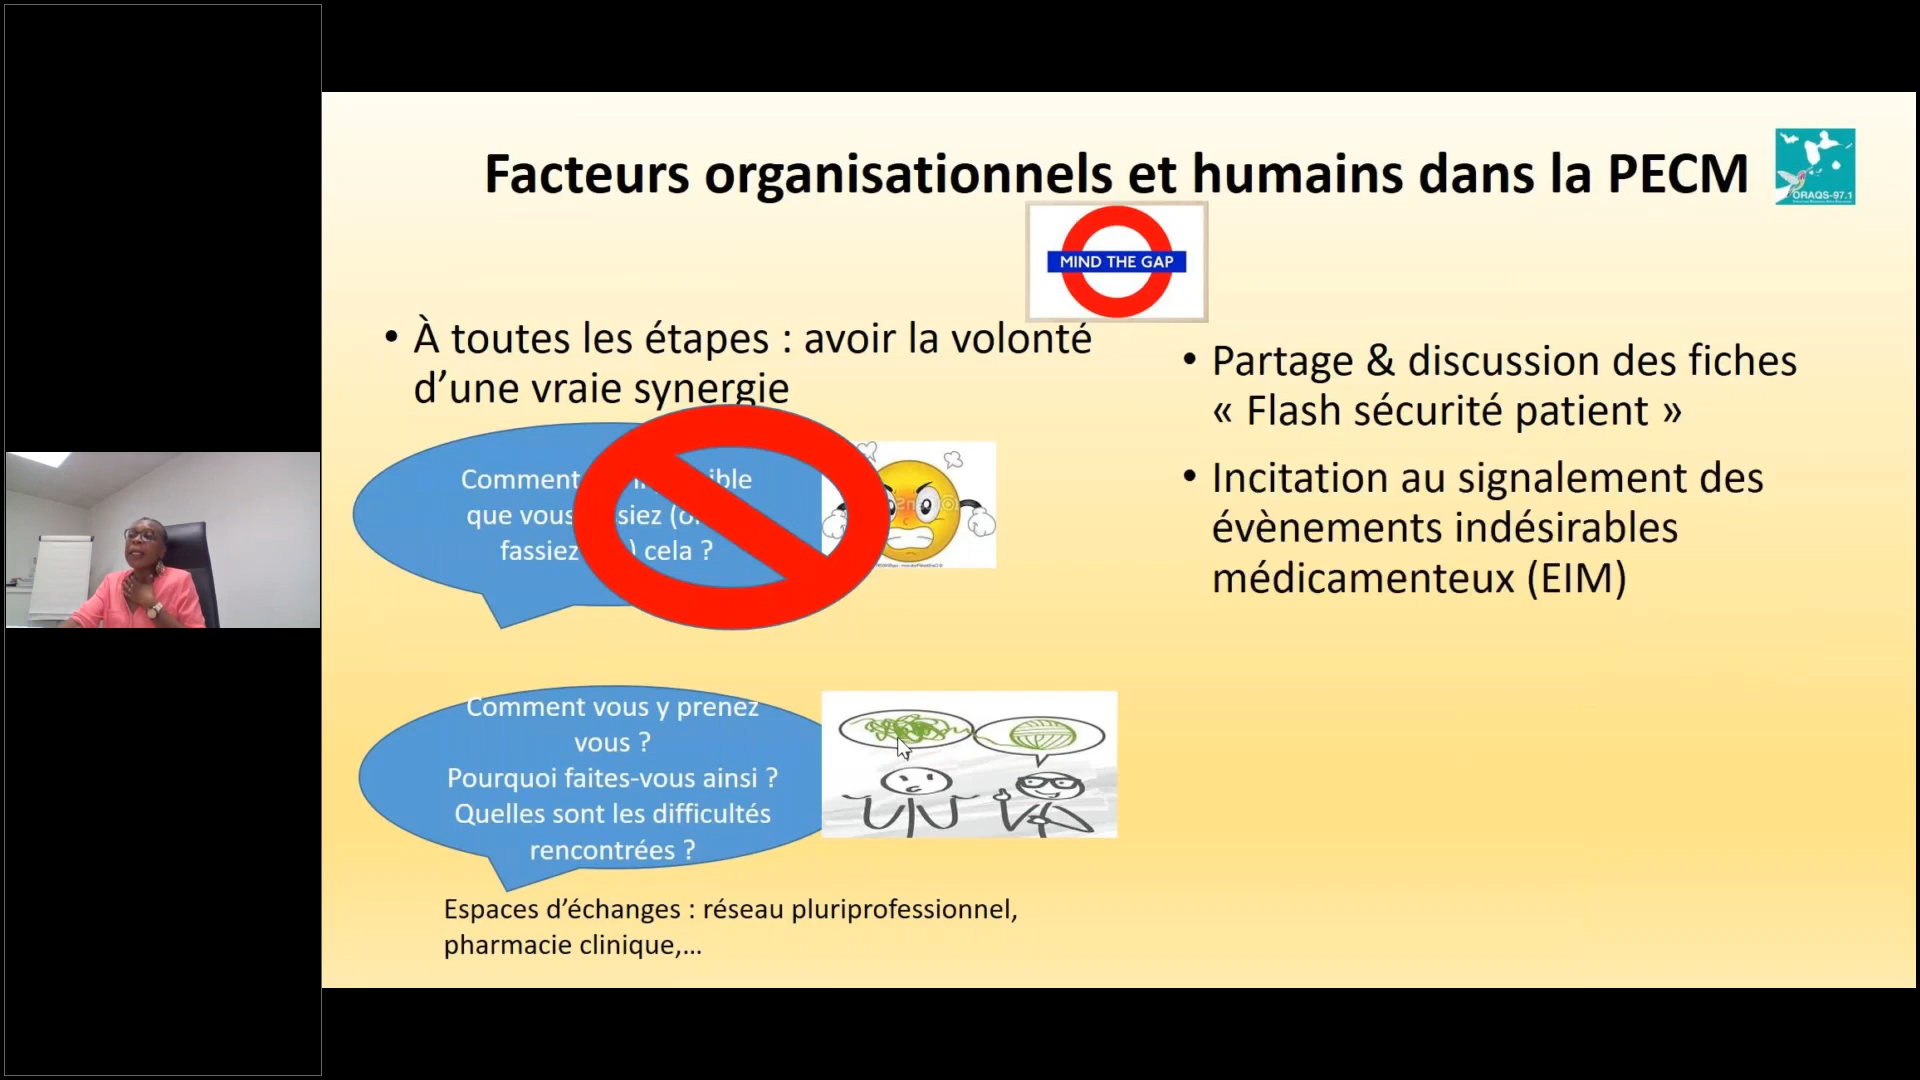 Facteurs organisationnels et humains dans la PECM
ORAQS-97.1
MIND THE GAP
• À toutes les étapes : avoir la volonté
d’une vraie synergie
Comment
que vous siez
fassiez ) cela ?
Comment vous y prenez
vous ?
Pourquoi faites-vous ainsi ?
Quelles sont les difficultés
rencontrées ?
Espaces d’échanges : réseau pluriprofessionnel,
pharmacie clinique,…
• Partage & discussion des fiches
« Flash sécurité patient »
• Incitation au signalement des
évènements indésirables
médicamenteux (EIM)